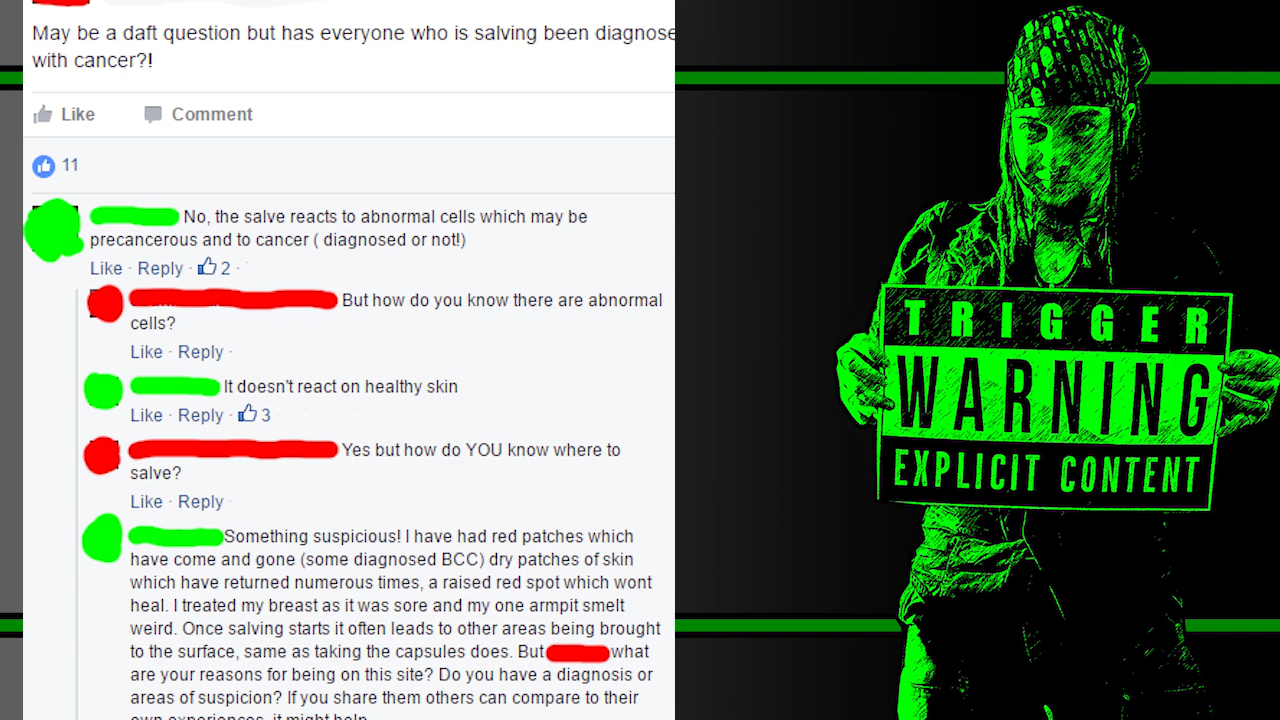 May be a daft question but has everyone who is salving been diagnose
with cancer?!
Like Comment
11
No, the salve reacts to abnormal cells which may be
precancerous and to cancer ( diagnosed or not!)
Like · Reply · 2 ·
But how do you know there are abnormal
cells?
Like · Reply ·
It doesn't react on healthy skin
Like · Reply · 3
Yes but how do YOU know where to
salve?
Like · Reply ·
Something suspicious! I have had red patches which
have come and gone (some diagnosed BCC) dry patches of skin
which have returned numerous times, a raised red spot which wont
heal. I treated my breast as it was sore and my one armpit smelt
weird. Once salving starts it often leads to other areas being brought
to the surface, same as taking the capsules does. But what
are your reasons for being on this site? Do you have a diagnosis or
areas of suspicion? If you share them others can compare to their
own experiences, it might help
TRIGGER
WARNING
EXPLICIT CONTENT